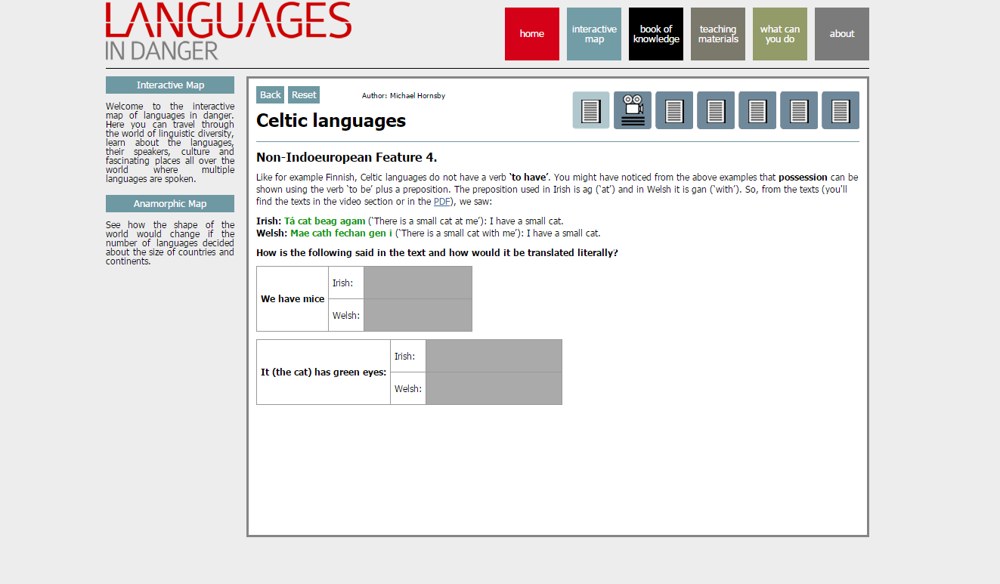 LANGUAGES
IN DANGER
home
interactive
map
book of
knowledge
teaching
materials
what can
you do
about
Interactive Map
Welcome to the interactive
map of languages in danger.
Here you can travel through
the world of linguistic diversity,
learn about the languages,
their speakers, culture and
fascinating places all over the
world where multiple
languages are spoken.
Anamorphic Map
See how the shape of the
world would change if the
number of languages decided
about the size of countries and
continents.
Back Reset Author: Michael Hornsby
Celtic languages
Non-Indoeuropean Feature 4.
Like for example Finnish, Celtic languages do not have a verb ‘to have’. You might have noticed from the above examples that possession can be
shown using the verb ‘to be’ plus a preposition. The preposition used in Irish is ag (‘at’) and in Welsh it is gan (‘with’). So, from the texts (you'll
find the texts in the video section or in the PDF), we saw:
Irish: Tá cat beag agam (‘There is a small cat at me’): I have a small cat.
Welsh: Mae cath fechan gen i (‘There is a small cat with me’): I have a small cat.
How is the following said in the text and how would it be translated literally?
We have mice
Irish:
Welsh:
It (the cat) has green eyes:
Irish:
Welsh: